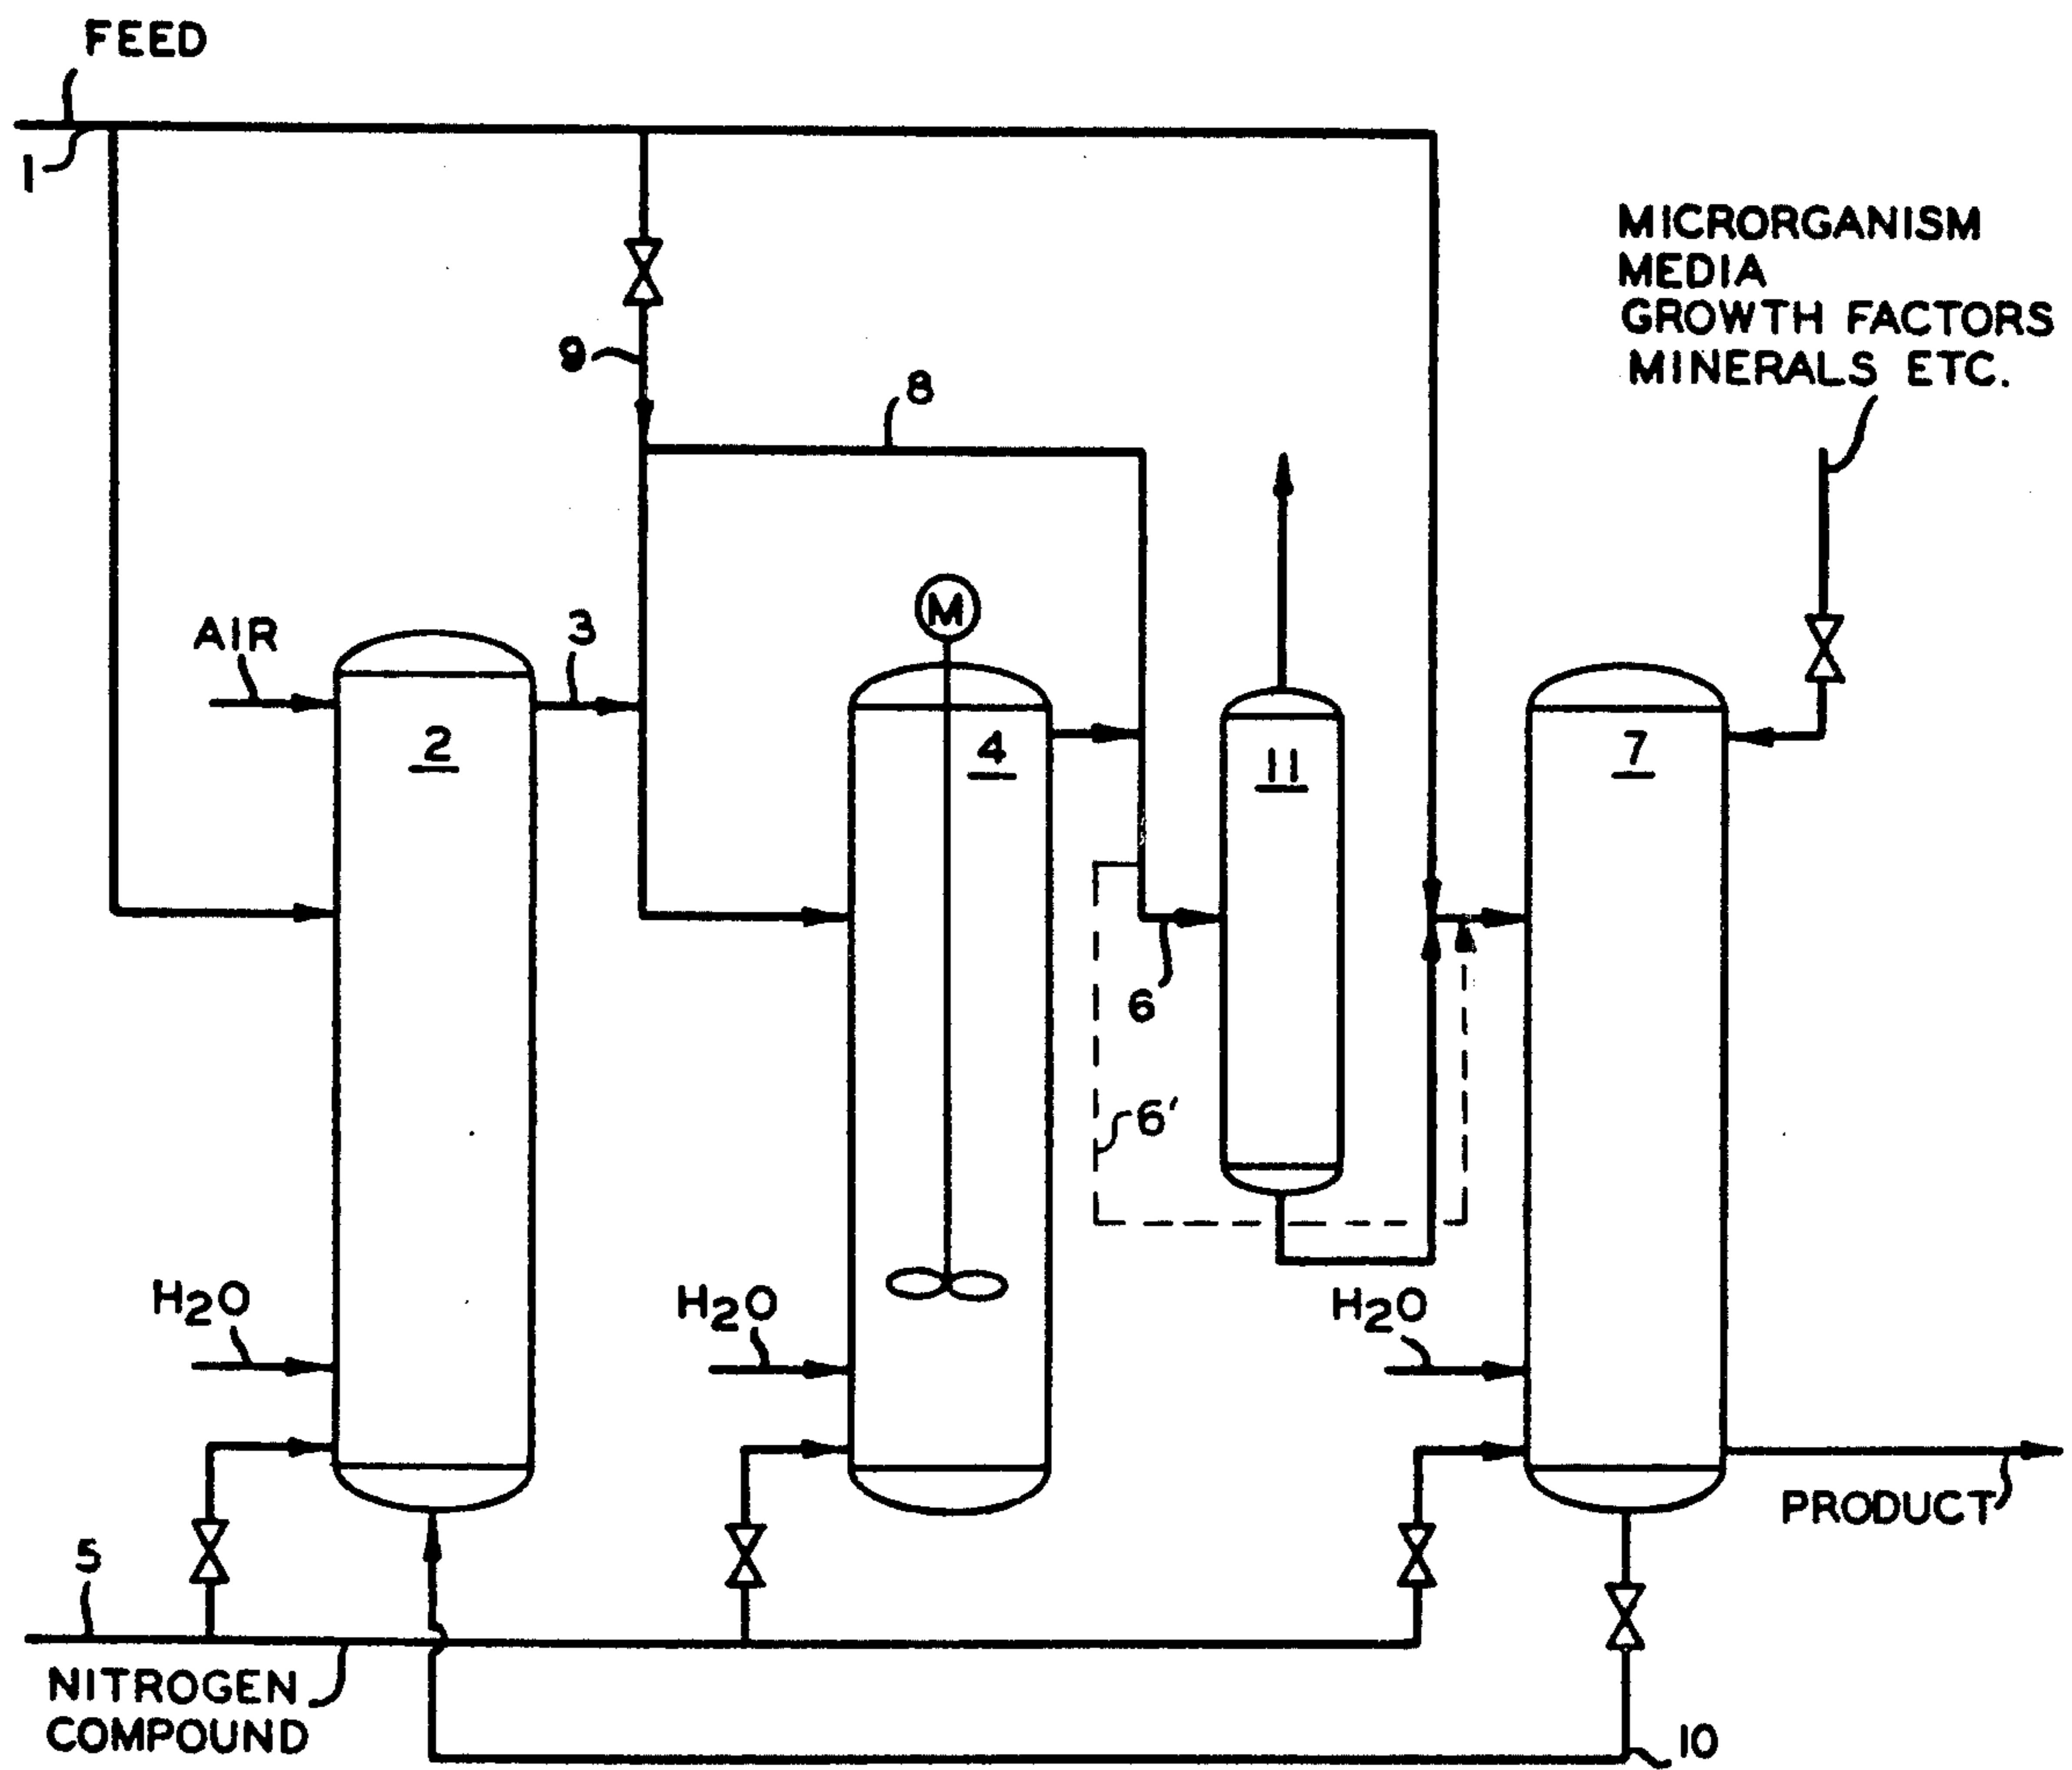 FEED
1
MICRORGANISM
MEDIA
GROWTH FACTORS
MINERALS ETC.
9
8
AIR
3
M
2
4
11
7
6
6'
H2O
H2O
H2O
PRODUCT
5
NITROGEN
COMPOUND
10